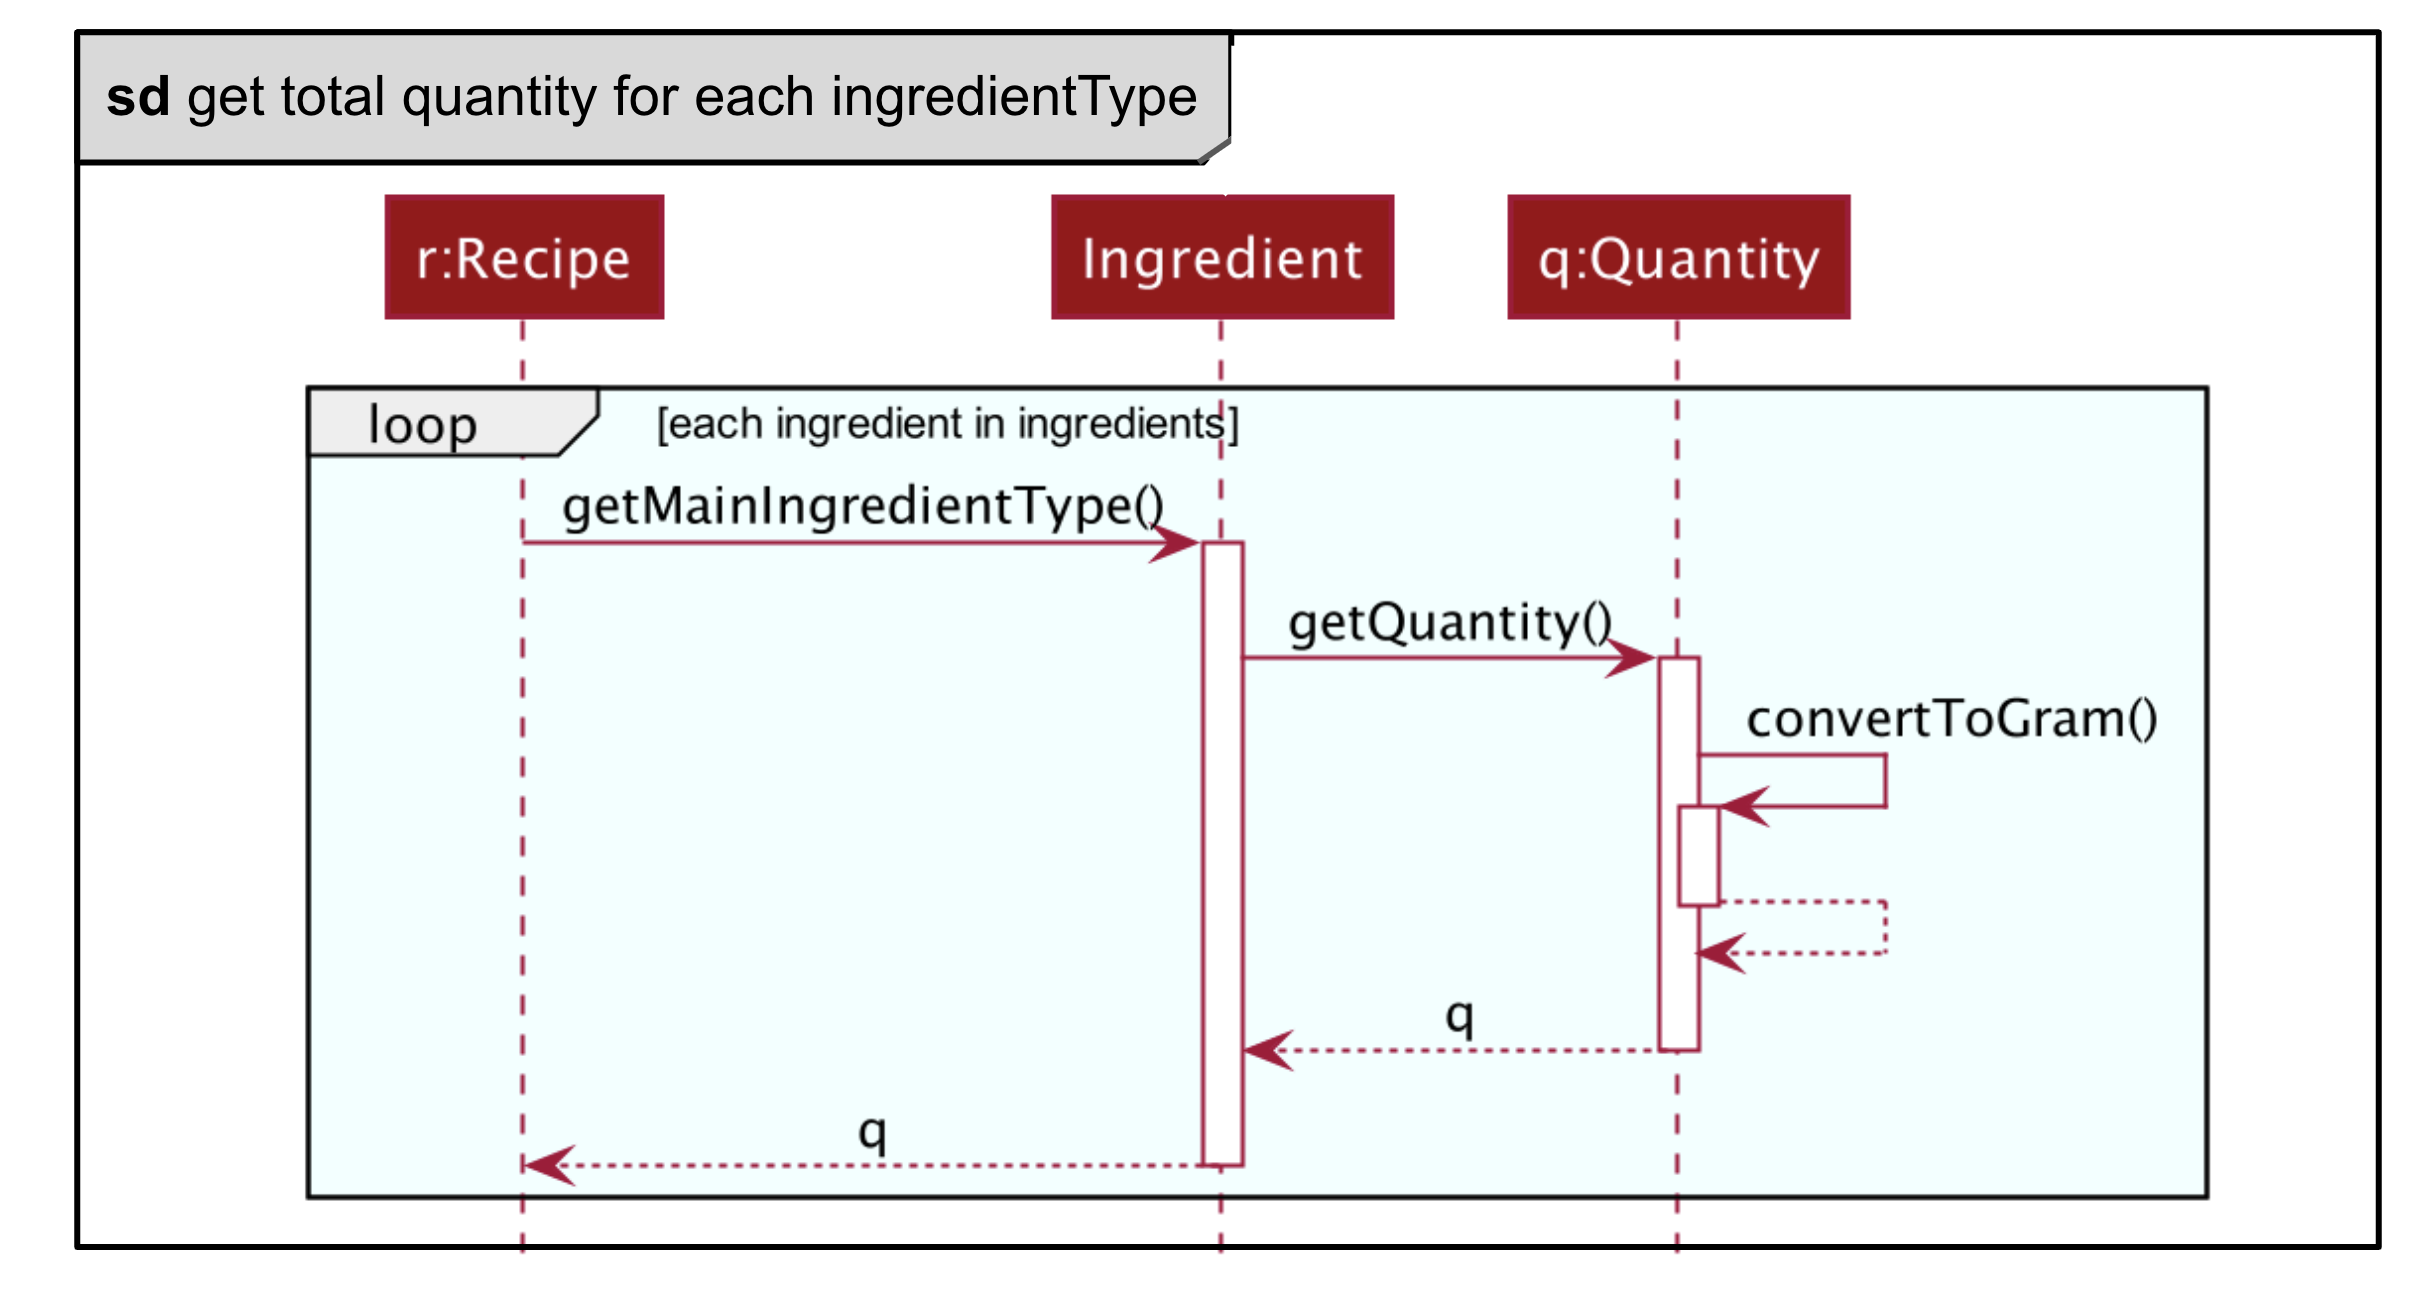 sd get total quantity for each ingredientType
r:Recipe
Ingredient
q:Quantity
loop
[each ingredient in ingredients]
getMainIngredientType()
getQuantity()
convertToGram()
q
q